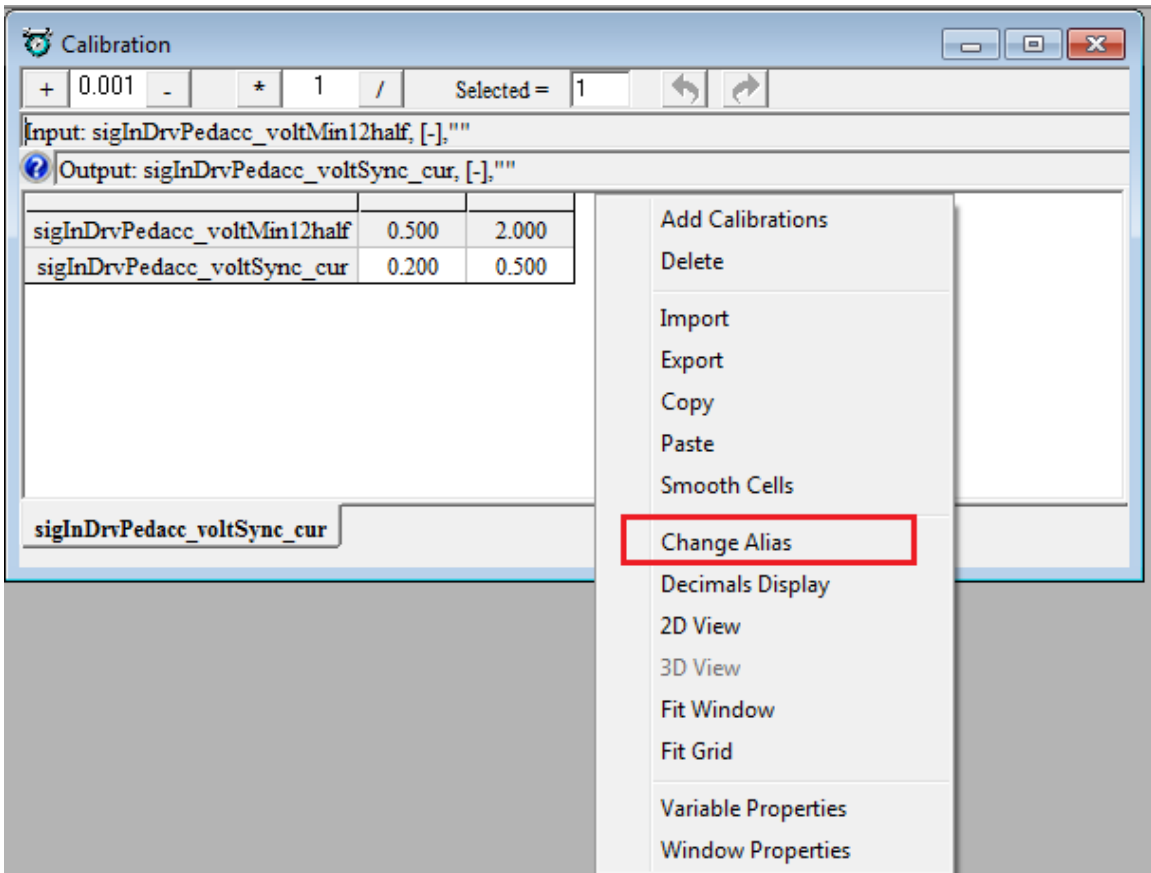 Calibration
+ 0.001 - * 1 / Selected = 1
Input: sigInDrvPedacc_voltMin12half, [-],""
? Output: sigInDrvPedacc_voltSync_cur, [-],""
sigInDrvPedacc_voltMin12half 0.500 2.000
sigInDrvPedacc_voltSync_cur 0.200 0.500
sigInDrvPedacc_voltSync_cur
Add Calibrations
Delete
Import
Export
Copy
Paste
Smooth Cells
Change Alias
Decimals Display
2D View
3D View
Fit Window
Fit Grid
Variable Properties
Window Properties